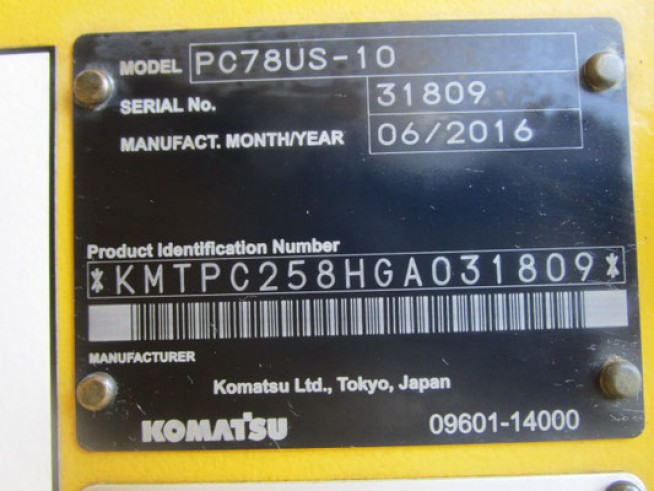 MODEL PC78US-10
SERIAL No. 31809
MANUFACT. MONTH/YEAR 06/2016
Product Identification Number
*KMTPC258HGA031809*
MANUFACTURER
Komatsu Ltd., Tokyo, Japan
KOMATSU 09601-14000